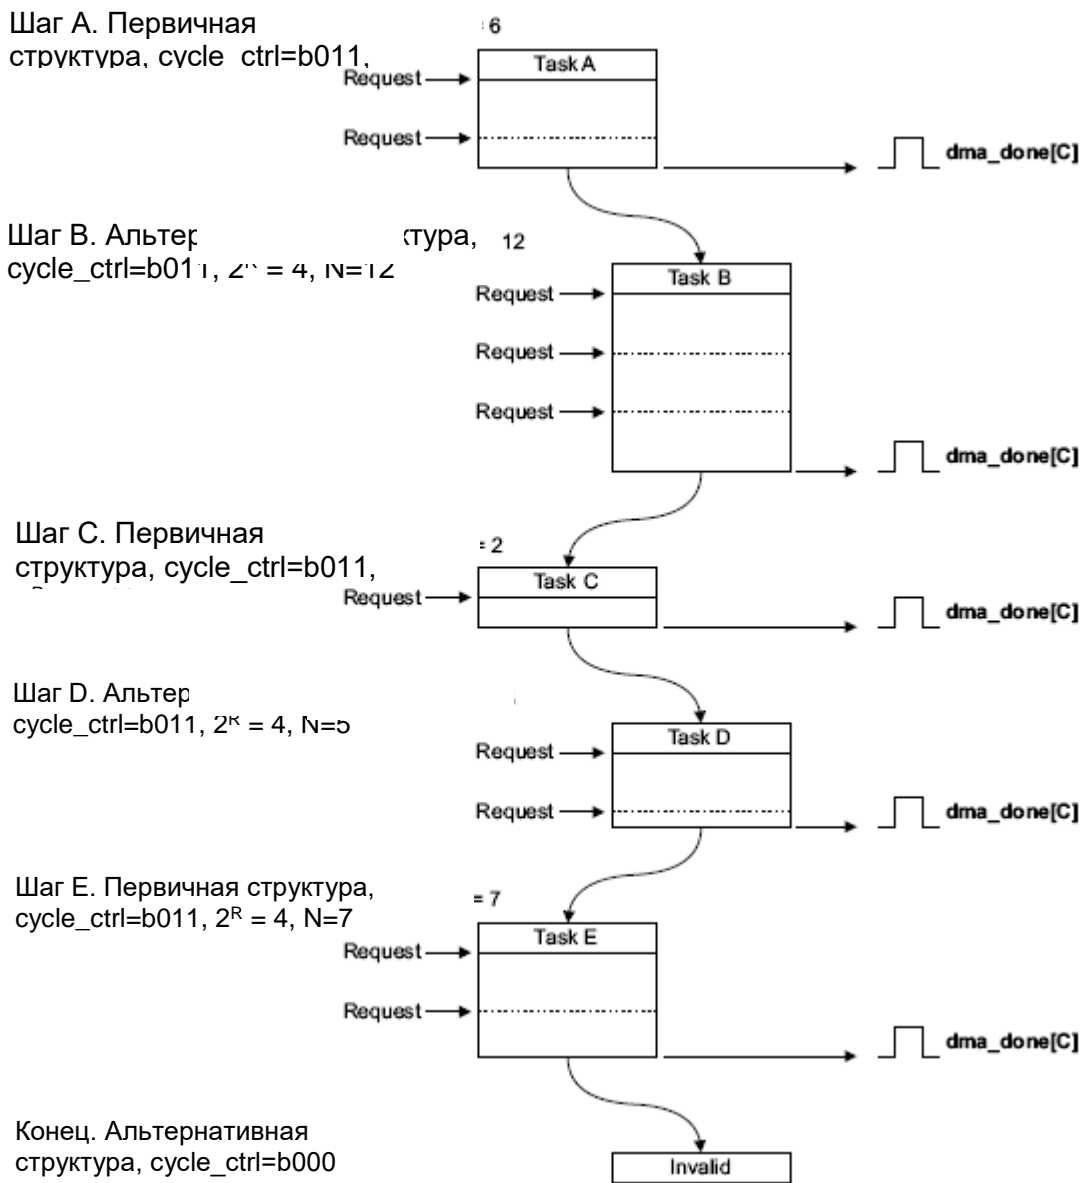 Шаг A. Первичная
структура, cycle_ctrl=b011,
: 6
Task A
Request
Request
dma_done[C]
Шаг B. Альтер ктура,
12
cycle_ctrl=b011, 2ᴿ = 4, N=12
Task B
Request
Request
Request
dma_done[C]
Шаг C. Первичная
структура, cycle_ctrl=b011,
= 2
Task C
Request
dma_done[C]
Шаг D. Альтер
cycle_ctrl=b011, 2ᴿ = 4, N=5
Task D
Request
Request
dma_done[C]
Шаг E. Первичная структура,
cycle_ctrl=b011, 2ᴿ = 4, N=7
= 7
Task E
Request
Request
dma_done[C]
Конец. Альтернативная
структура, cycle_ctrl=b000
Invalid